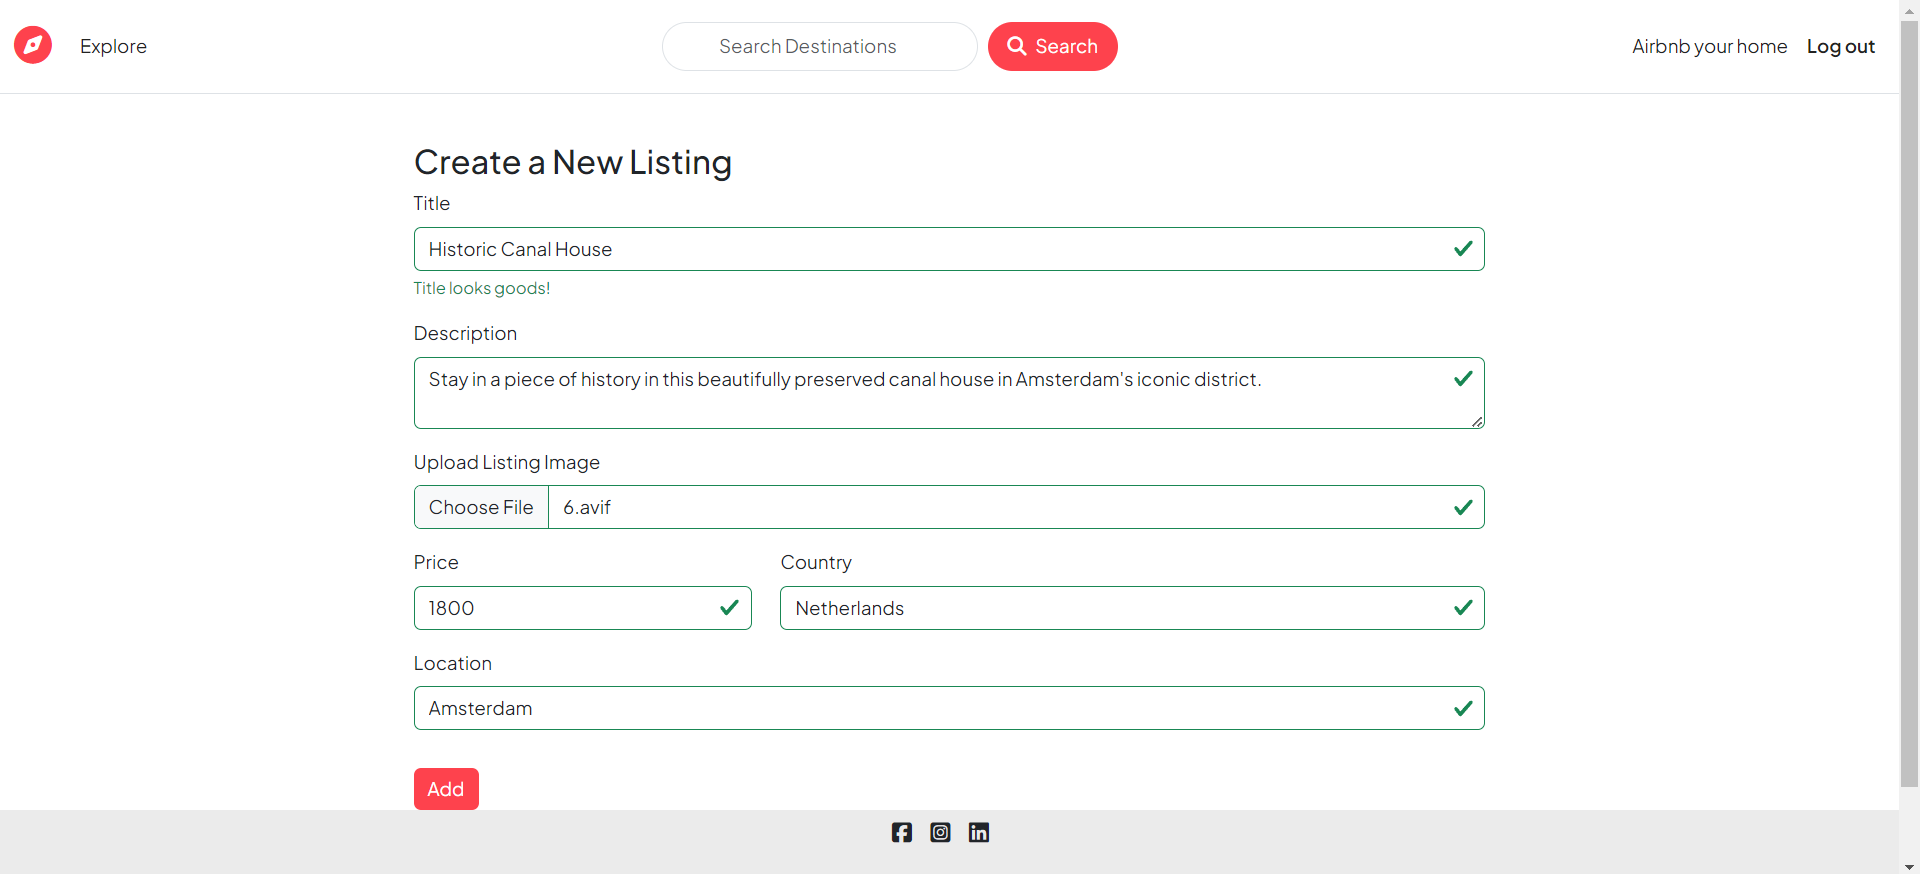 Explore
Search Destinations
Search
Airbnb your home
Log out
Create a New Listing
Title
Historic Canal House
Title looks goods!
Description
Stay in a piece of history in this beautifully preserved canal house in Amsterdam's iconic district.
Upload Listing Image
Choose File 6.avif
Price Country
1800 Netherlands
Location
Amsterdam
Add